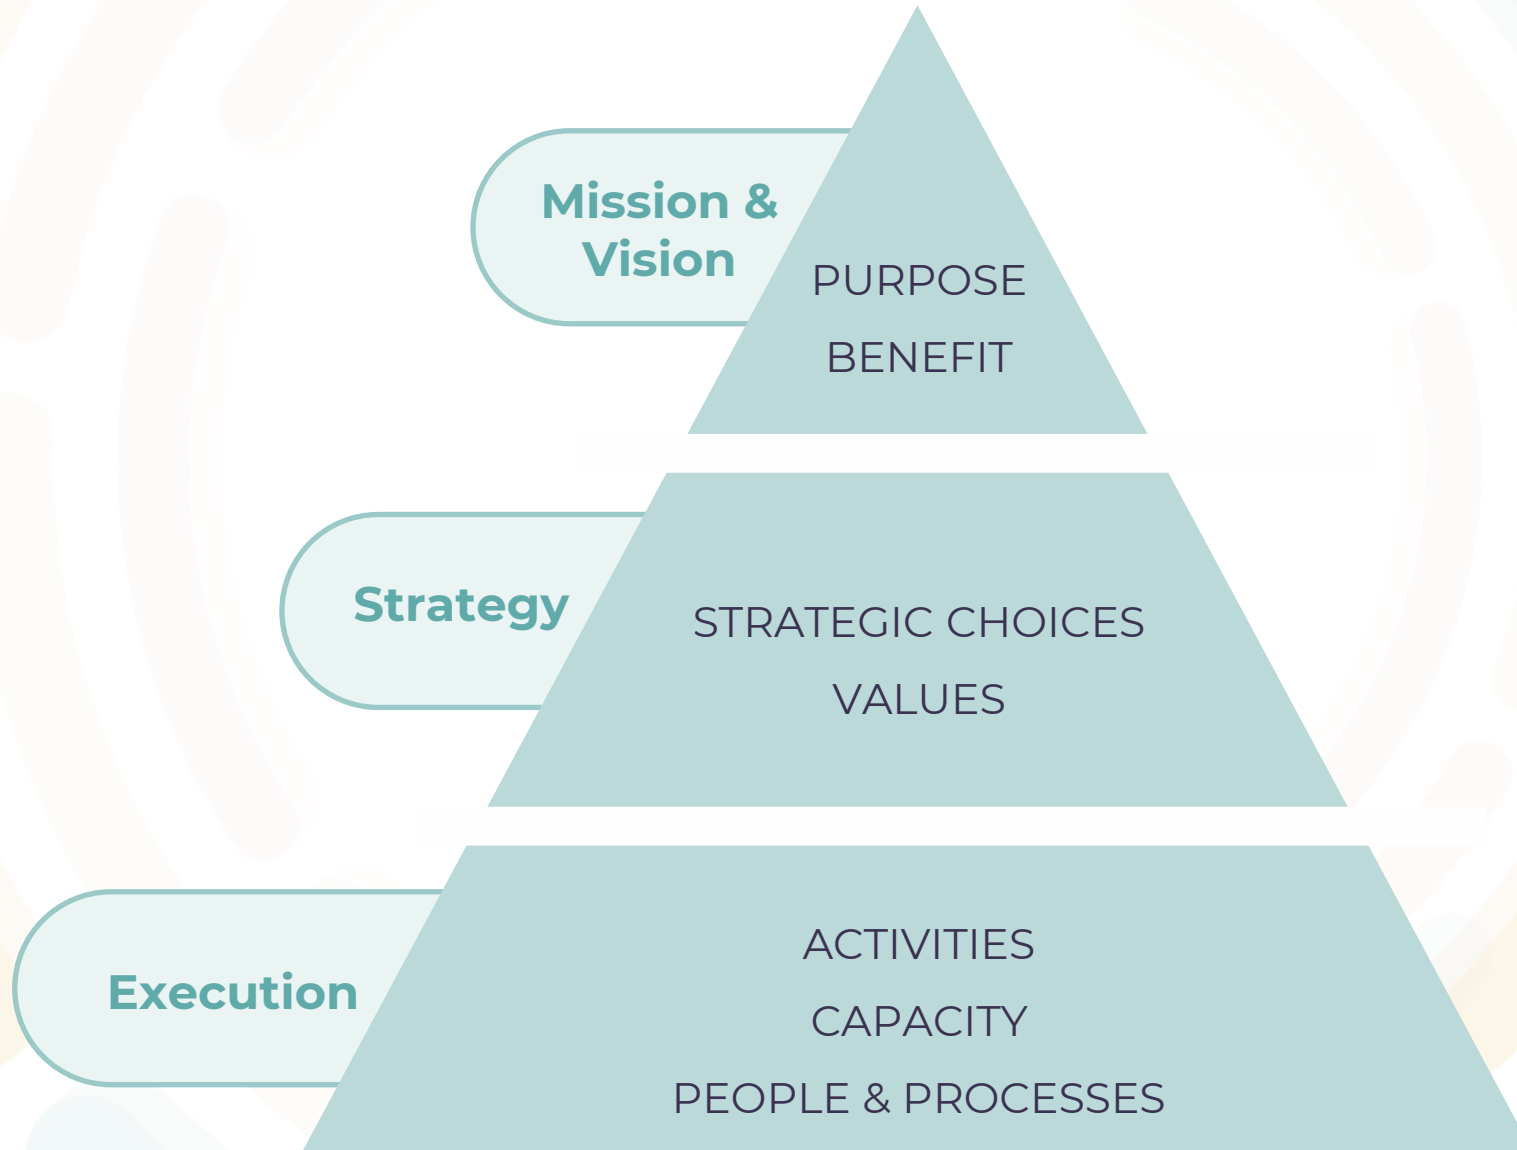 Mission &
Vision
PURPOSE
BENEFIT
Strategy
STRATEGIC CHOICES
VALUES
Execution
ACTIVITIES
CAPACITY
PEOPLE & PROCESSES